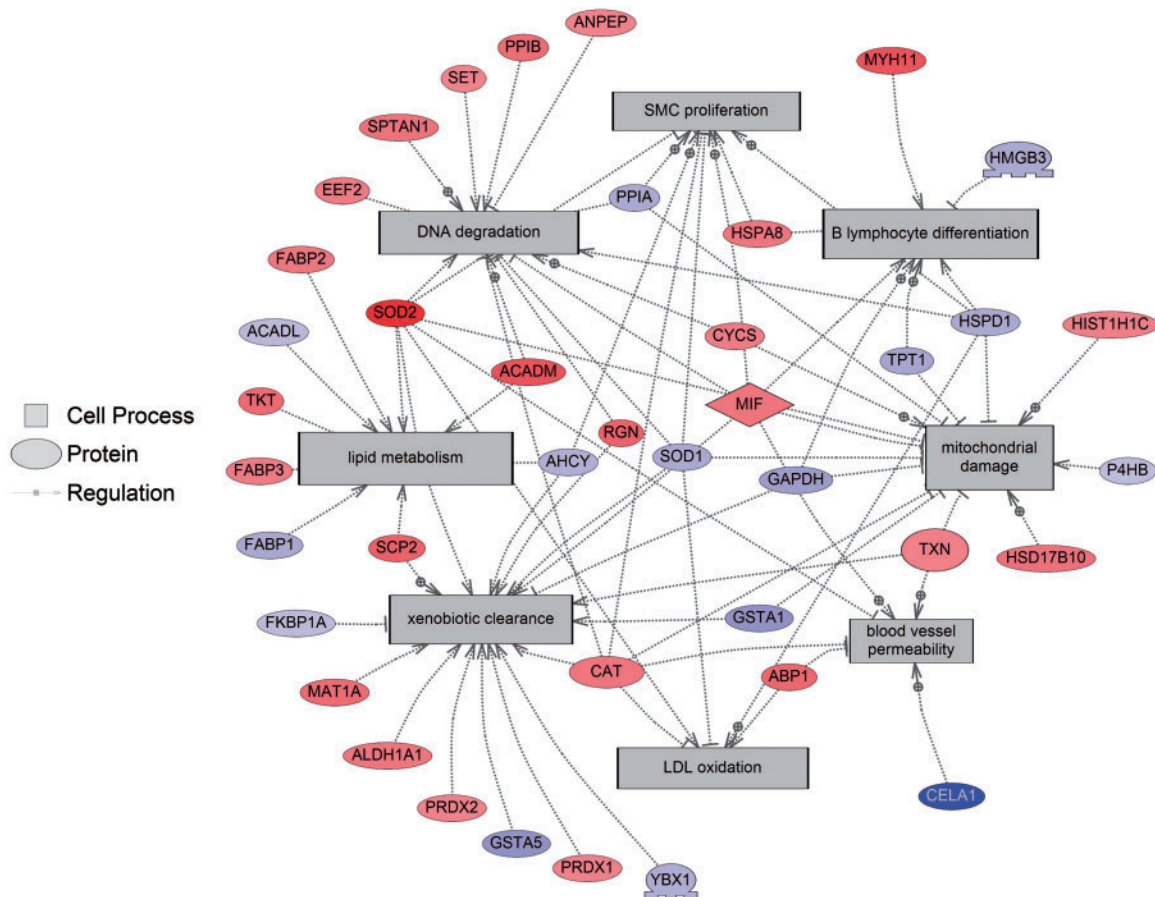 ANPEP
PPIB
SET
MYH11
SMC proliferation
SPTAN1
HMGB3
EEF2
PPIA
DNA degradation
HSPA8
B lymphocyte differentiation
FABP2
SOD2
ACADL
CYCS
HSPD1
HIST1H1C
TPT1
ACADM
TKT
MIF
Cell Process
RGN
Protein
lipid metabolism
AHCY
SOD1
mitochondrial
damage
FABP3
GAPDH
P4HB
Regulation
FABP1
SCP2
TXN
HSD17B10
FKBP1A
xenobiotic clearance
GSTA1
blood vessel
permeability
CAT
ABP1
MAT1A
ALDH1A1
LDL oxidation
CELA1
PRDX2
GSTA5
PRDX1
YBX1